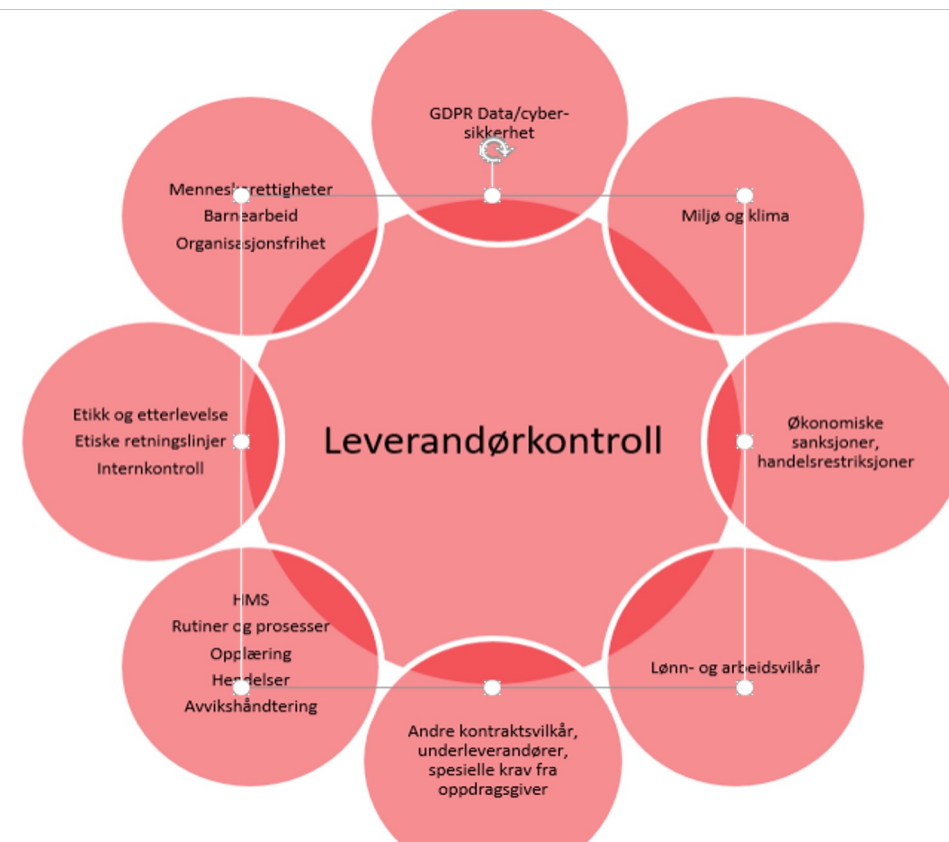 GDPR Data/cyber-
sikkerhet
Menneskerettigheter
Barnearbeid
Organisasjonsfrihet
Miljø og klima
Etikk og etterlevelse
Etiske retningslinjer
Internkontroll
Leverandørkontroll
Økonomiske
sanksjoner,
handelsrestriksjoner
HMS
Rutiner og prosesser
Opplæring
Hendelser
Avvikshåndtering
Lønn- og arbeidsvilkår
Andre kontraktsvilkår,
underleverandører,
spesielle krav fra
oppdragsgiver